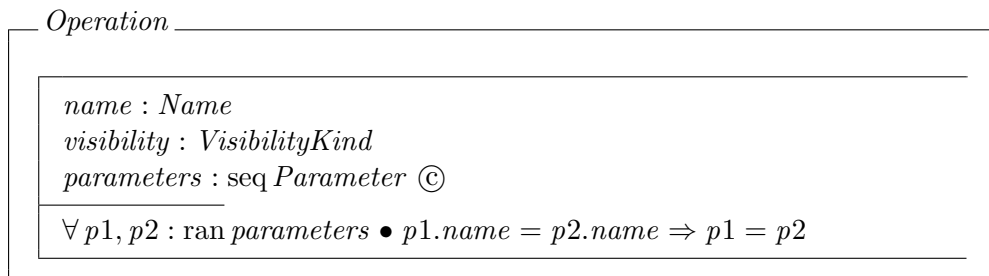 Operation
name : Name
visibility : VisibilityKind
parameters : seq Parameter ©
∀ p1, p2 : ran parameters • p1.name = p2.name ⇒ p1 = p2